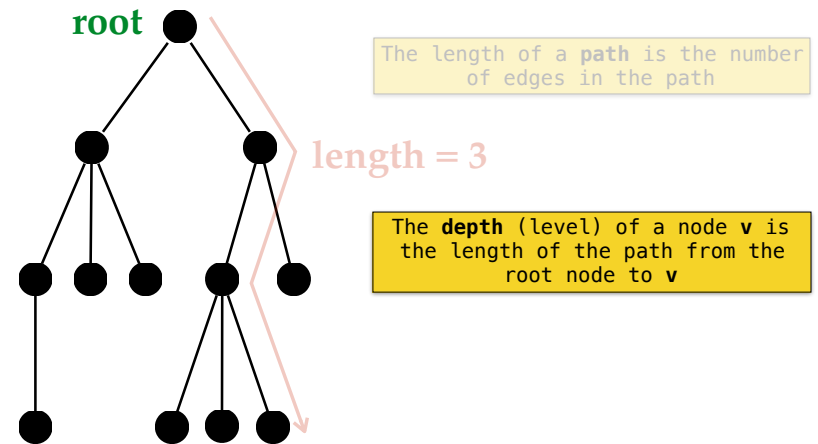 root
The length of a path is the number
of edges in the path
length = 3
The depth (level) of a node v is
the length of the path from the
root node to v